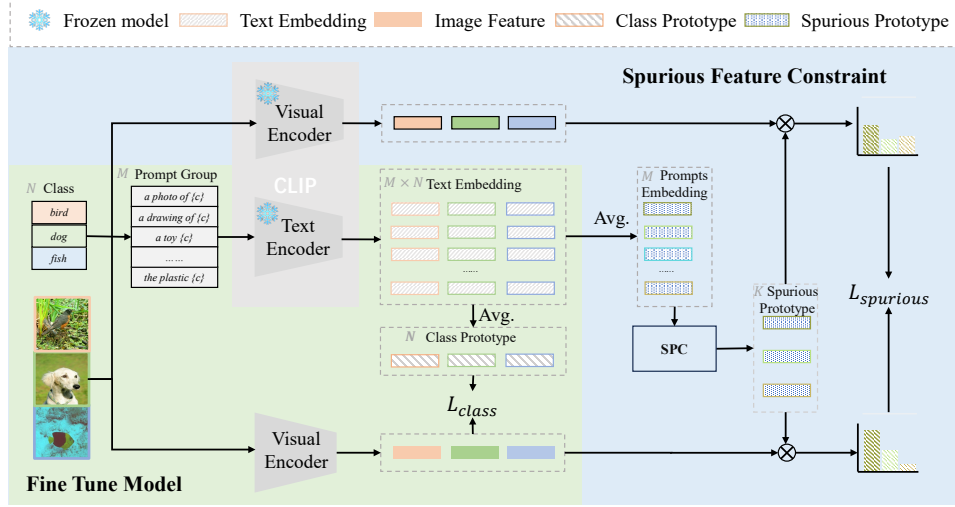 Frozen model
Text Embedding
Image Feature
Class Prototype
Spurious Prototype
Spurious Feature Constraint
Visual
Encoder
CLIP
Text
Encoder
N Class
bird
dog
fish
M Prompt Group
a photo of {c}
a drawing of {c}
a toy {c}
... ...
the plastic {c}
M × N Text Embedding
......
Avg.
M Prompts
Embedding
......
Avg.
N Class Prototype
SPC
K Spurious
Prototype
L_spurious
L_class
Visual
Encoder
Fine Tune Model